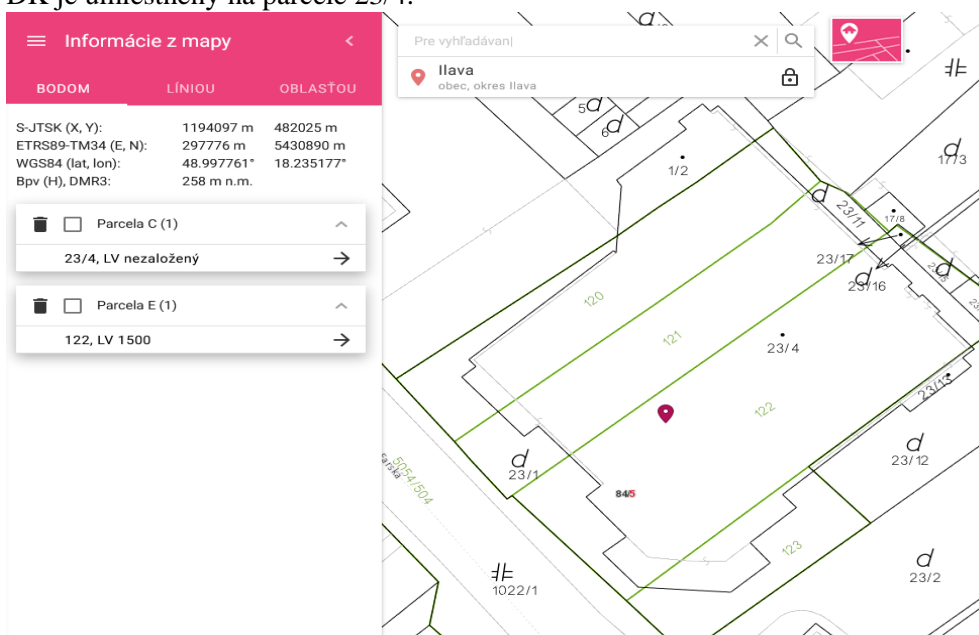 DK je umiestnený na parcele 23/4.
Informácie z mapy
BODOM LÍNIOU OBLASŤOU
S-JTSK (X, Y): 1194097 m 482025 m
ETRS89-TM34 (E, N): 297776 m 5430890 m
WGS84 (lat, lon): 48.997761° 18.235177°
Bpv (H), DMR3: 258 m n.m.
Parcela C (1)
23/4, LV nezaložený
Parcela E (1)
122, LV 1500
Pre vyhľadávan
Ilava
obec, okres Ilava
5
6
1/2
17/3
23/11
17/8
23/17
23/16
23/5
120
121
23/4
122
23/13
23/12
23/1
Farská
5054/504
84/5
123
23/2
1022/1